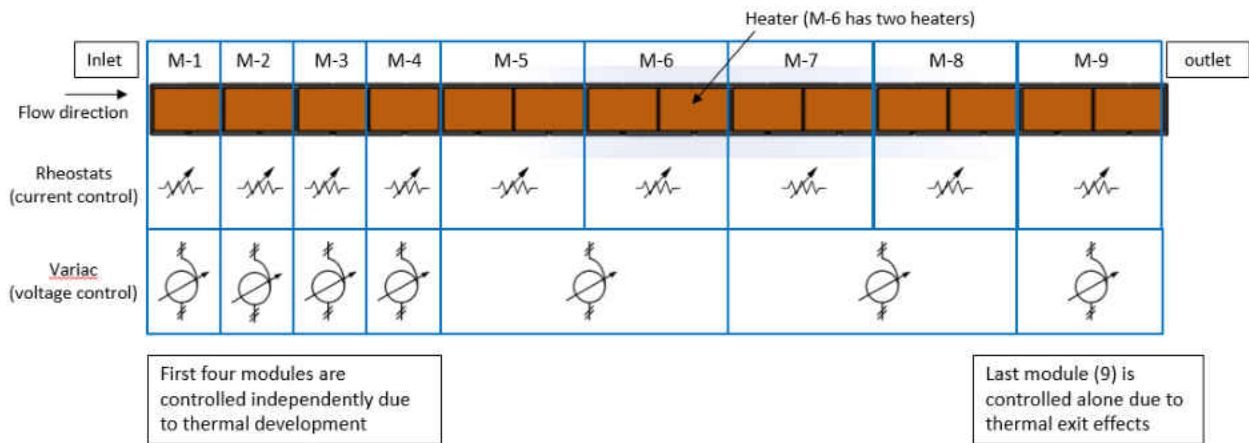 Heater (M-6 has two heaters)
Inlet
M-1
M-2
M-3
M-4
M-5
M-6
M-7
M-8
M-9
outlet
Flow direction
Rheostats
(current control)
Variac
(voltage control)
First four modules are
controlled independently due
to thermal development
Last module (9) is
controlled alone due to
thermal exit effects